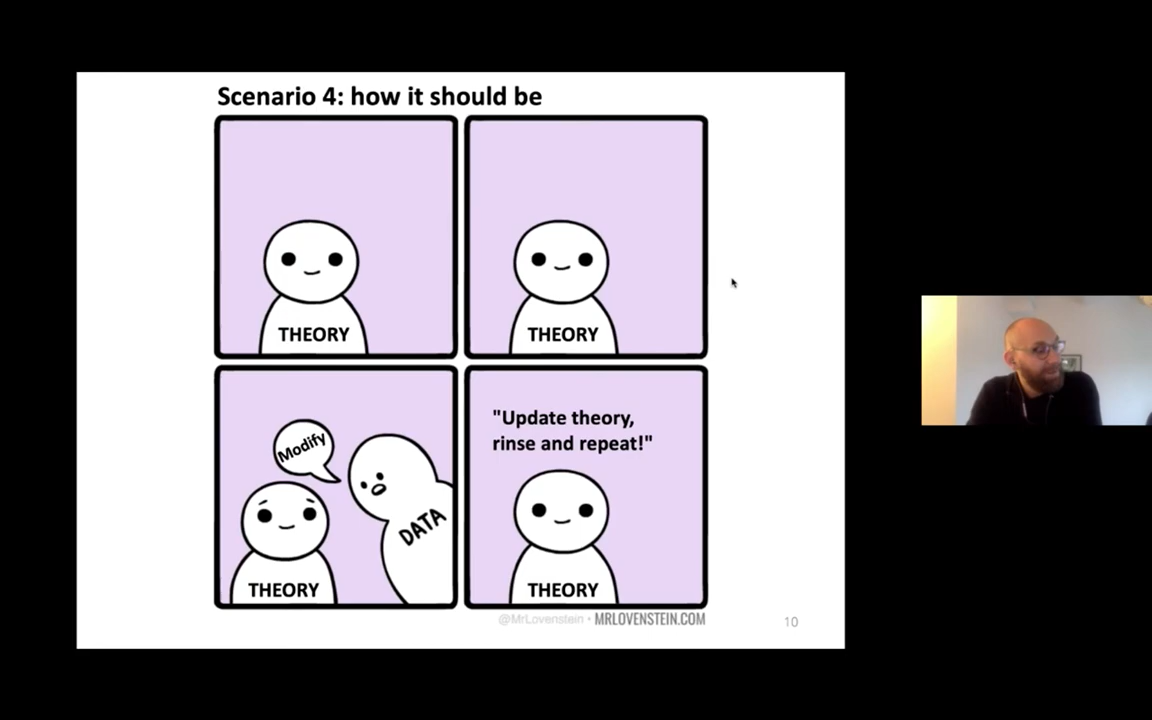 Scenario 4: how it should be
THEORY
THEORY
Modify
DATA
THEORY
"Update theory,
rinse and repeat!"
THEORY
@MrLovenstein • MRLOVENSTEIN.COM
10